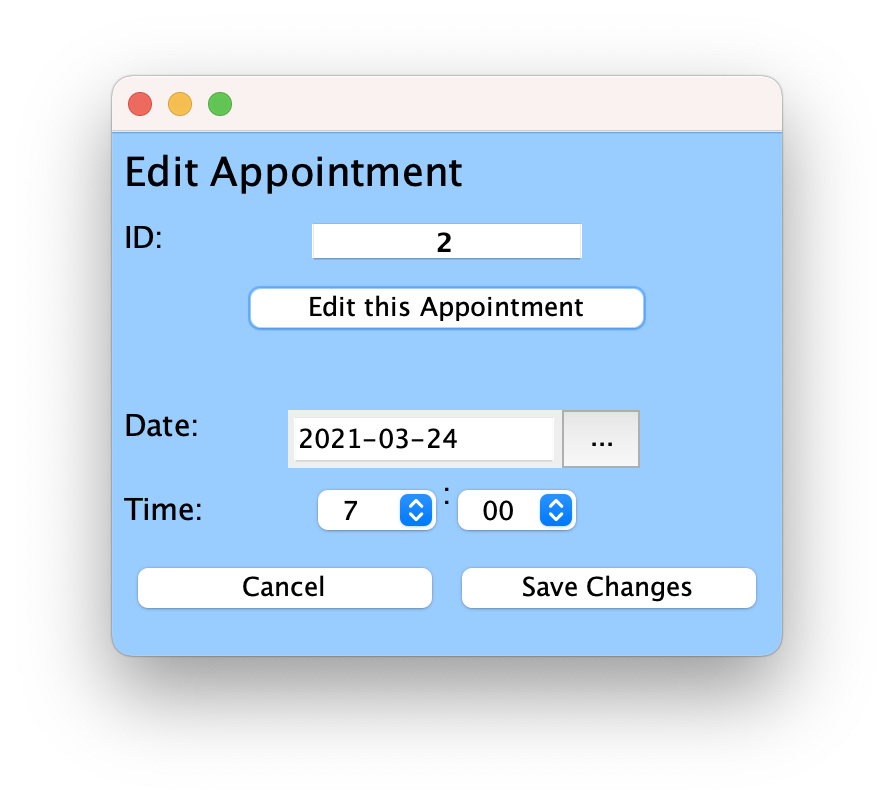 Edit Appointment
ID: 2
Edit this Appointment
Date: 2021-03-24 ...
Time: 7 : 00
Cancel Save Changes